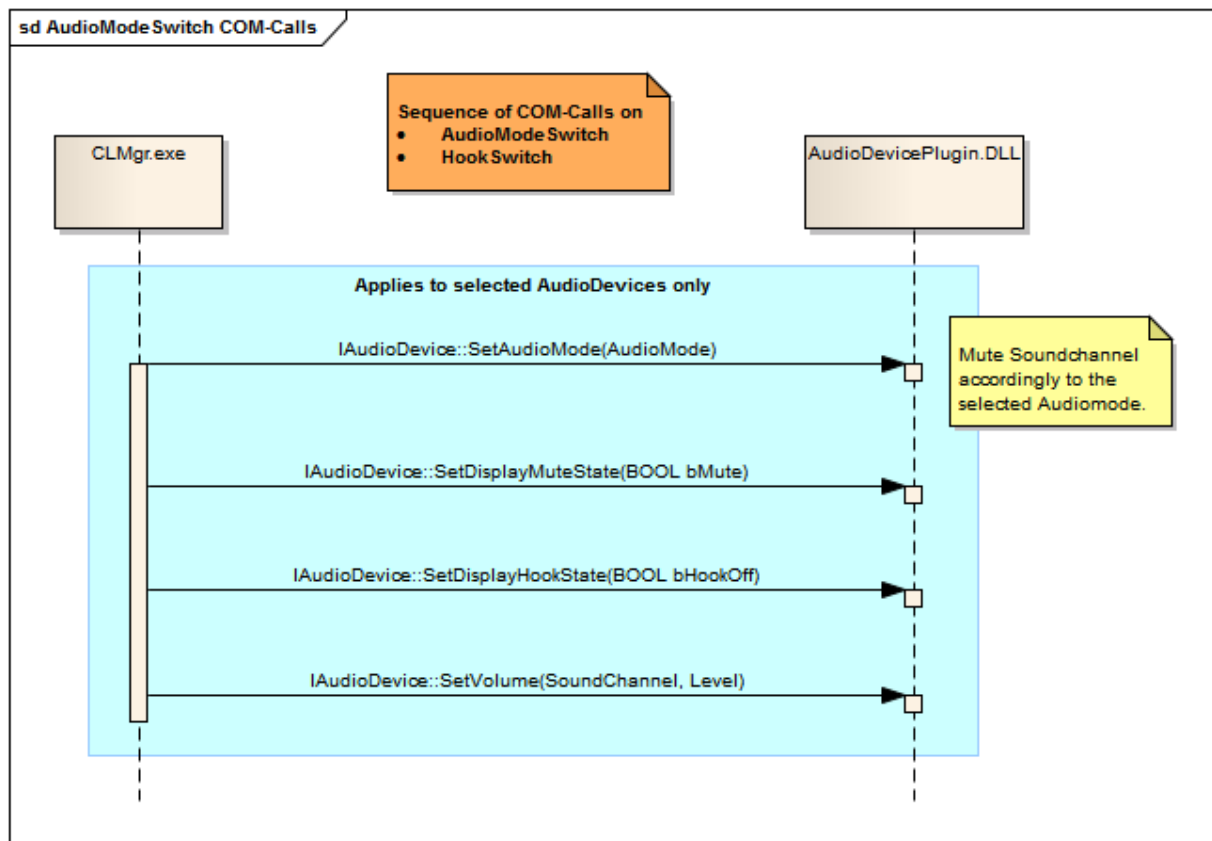 sd AudioModeSwitch COM-Calls
Sequence of COM-Calls on
• AudioModeSwitch
• HookSwitch
CLMgr.exe
AudioDevicePlugin.DLL
Applies to selected AudioDevices only
IAudioDevice::SetAudioMode(AudioMode)
Mute Soundchannel
accordingly to the
selected Audiomode.
IAudioDevice::SetDisplayMuteState(BOOL bMute)
IAudioDevice::SetDisplayHookState(BOOL bHookOff)
IAudioDevice::SetVolume(SoundChannel, Level)